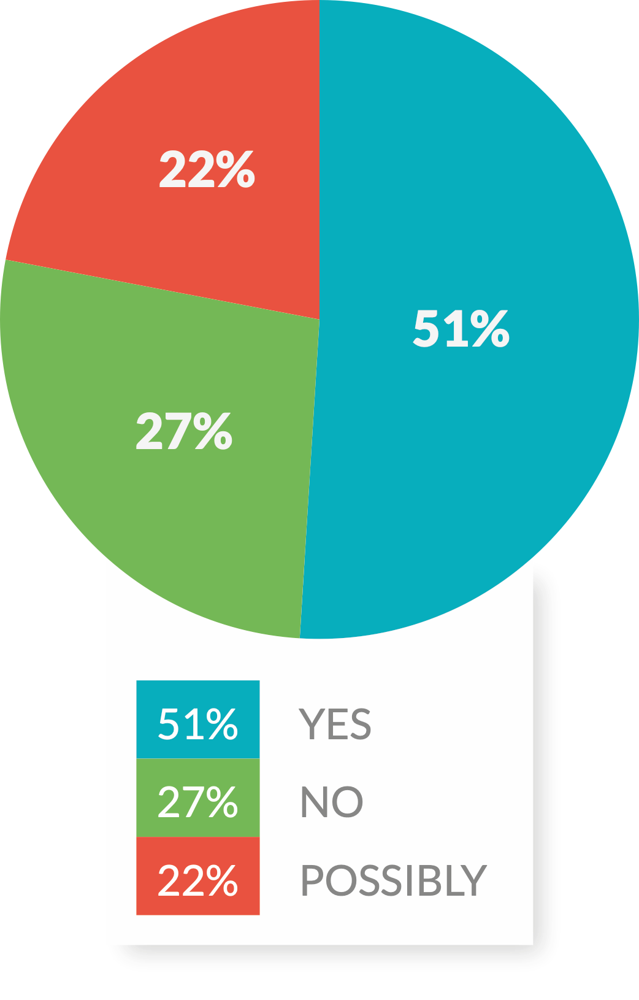 22%
51%
27%
51% YES
27% NO
22% POSSIBLY